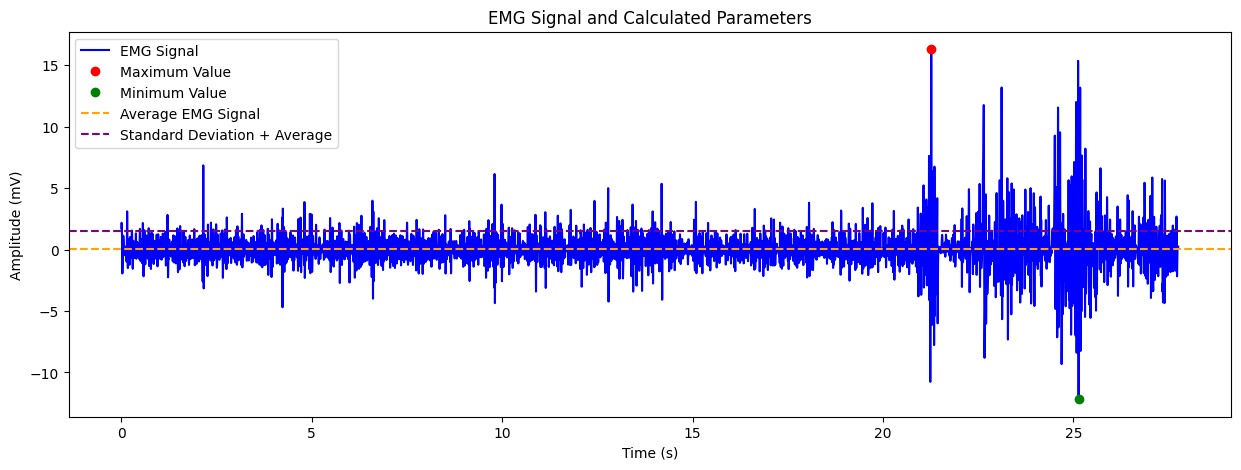 EMG Signal and Calculated Parameters
EMG Signal
Maximum Value
Minimum Value
Average EMG Signal
Standard Deviation + Average
Amplitude (mV)
15
10
5
0
−5
−10
0 5 10 15 20 25
Time (s)